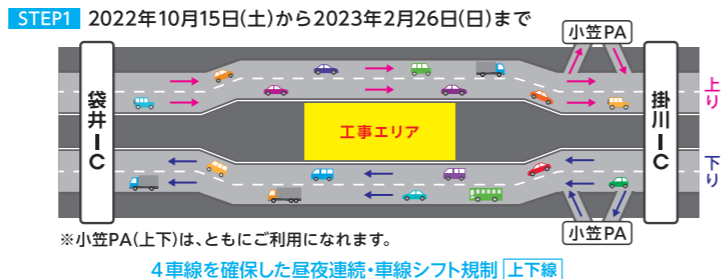 STEP1 2022年10月15日(土)から2023年2月26日(日)まで
小笠PA
袋井IC
掛川IC
上り
工事エリア
下り
小笠PA
※小笠PA(上下)は、ともにご利用になれます。
4車線を確保した昼夜連続・車線シフト規制 上下線